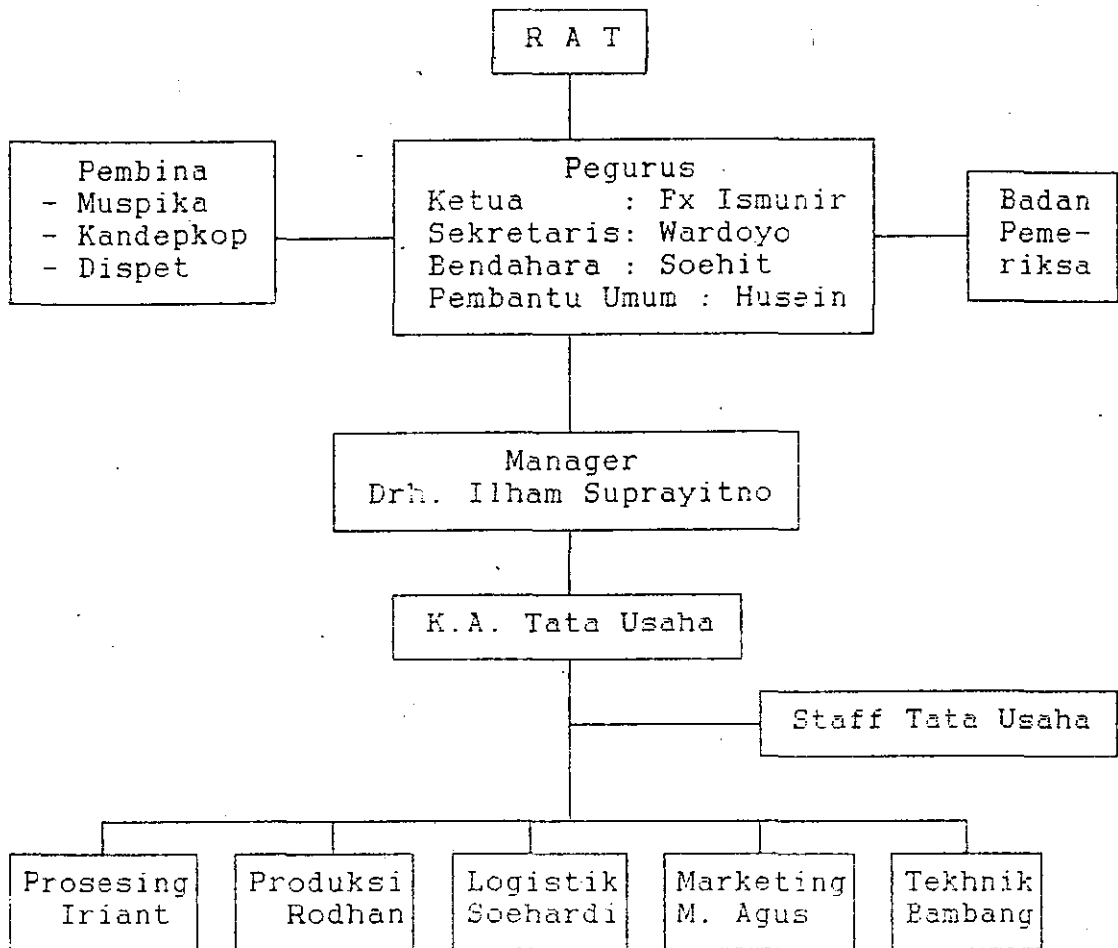 R A T
Pembina
- Muspika
- Kandepkop
- Dispet
Pegurus
Ketua : Fx Ismunir
Sekretaris: Wardoyo
Bendahara : Soehit
Pembantu Umum : Husein
Badan
Peme-
riksa
Manager
Drh. Ilham Suprayitno
K.A. Tata Usaha
Staff Tata Usaha
Prosesing
Iriant
Produksi
Rodhan
Logistik
Soehardi
Marketing
M. Agus
Tekhnik
Bambang